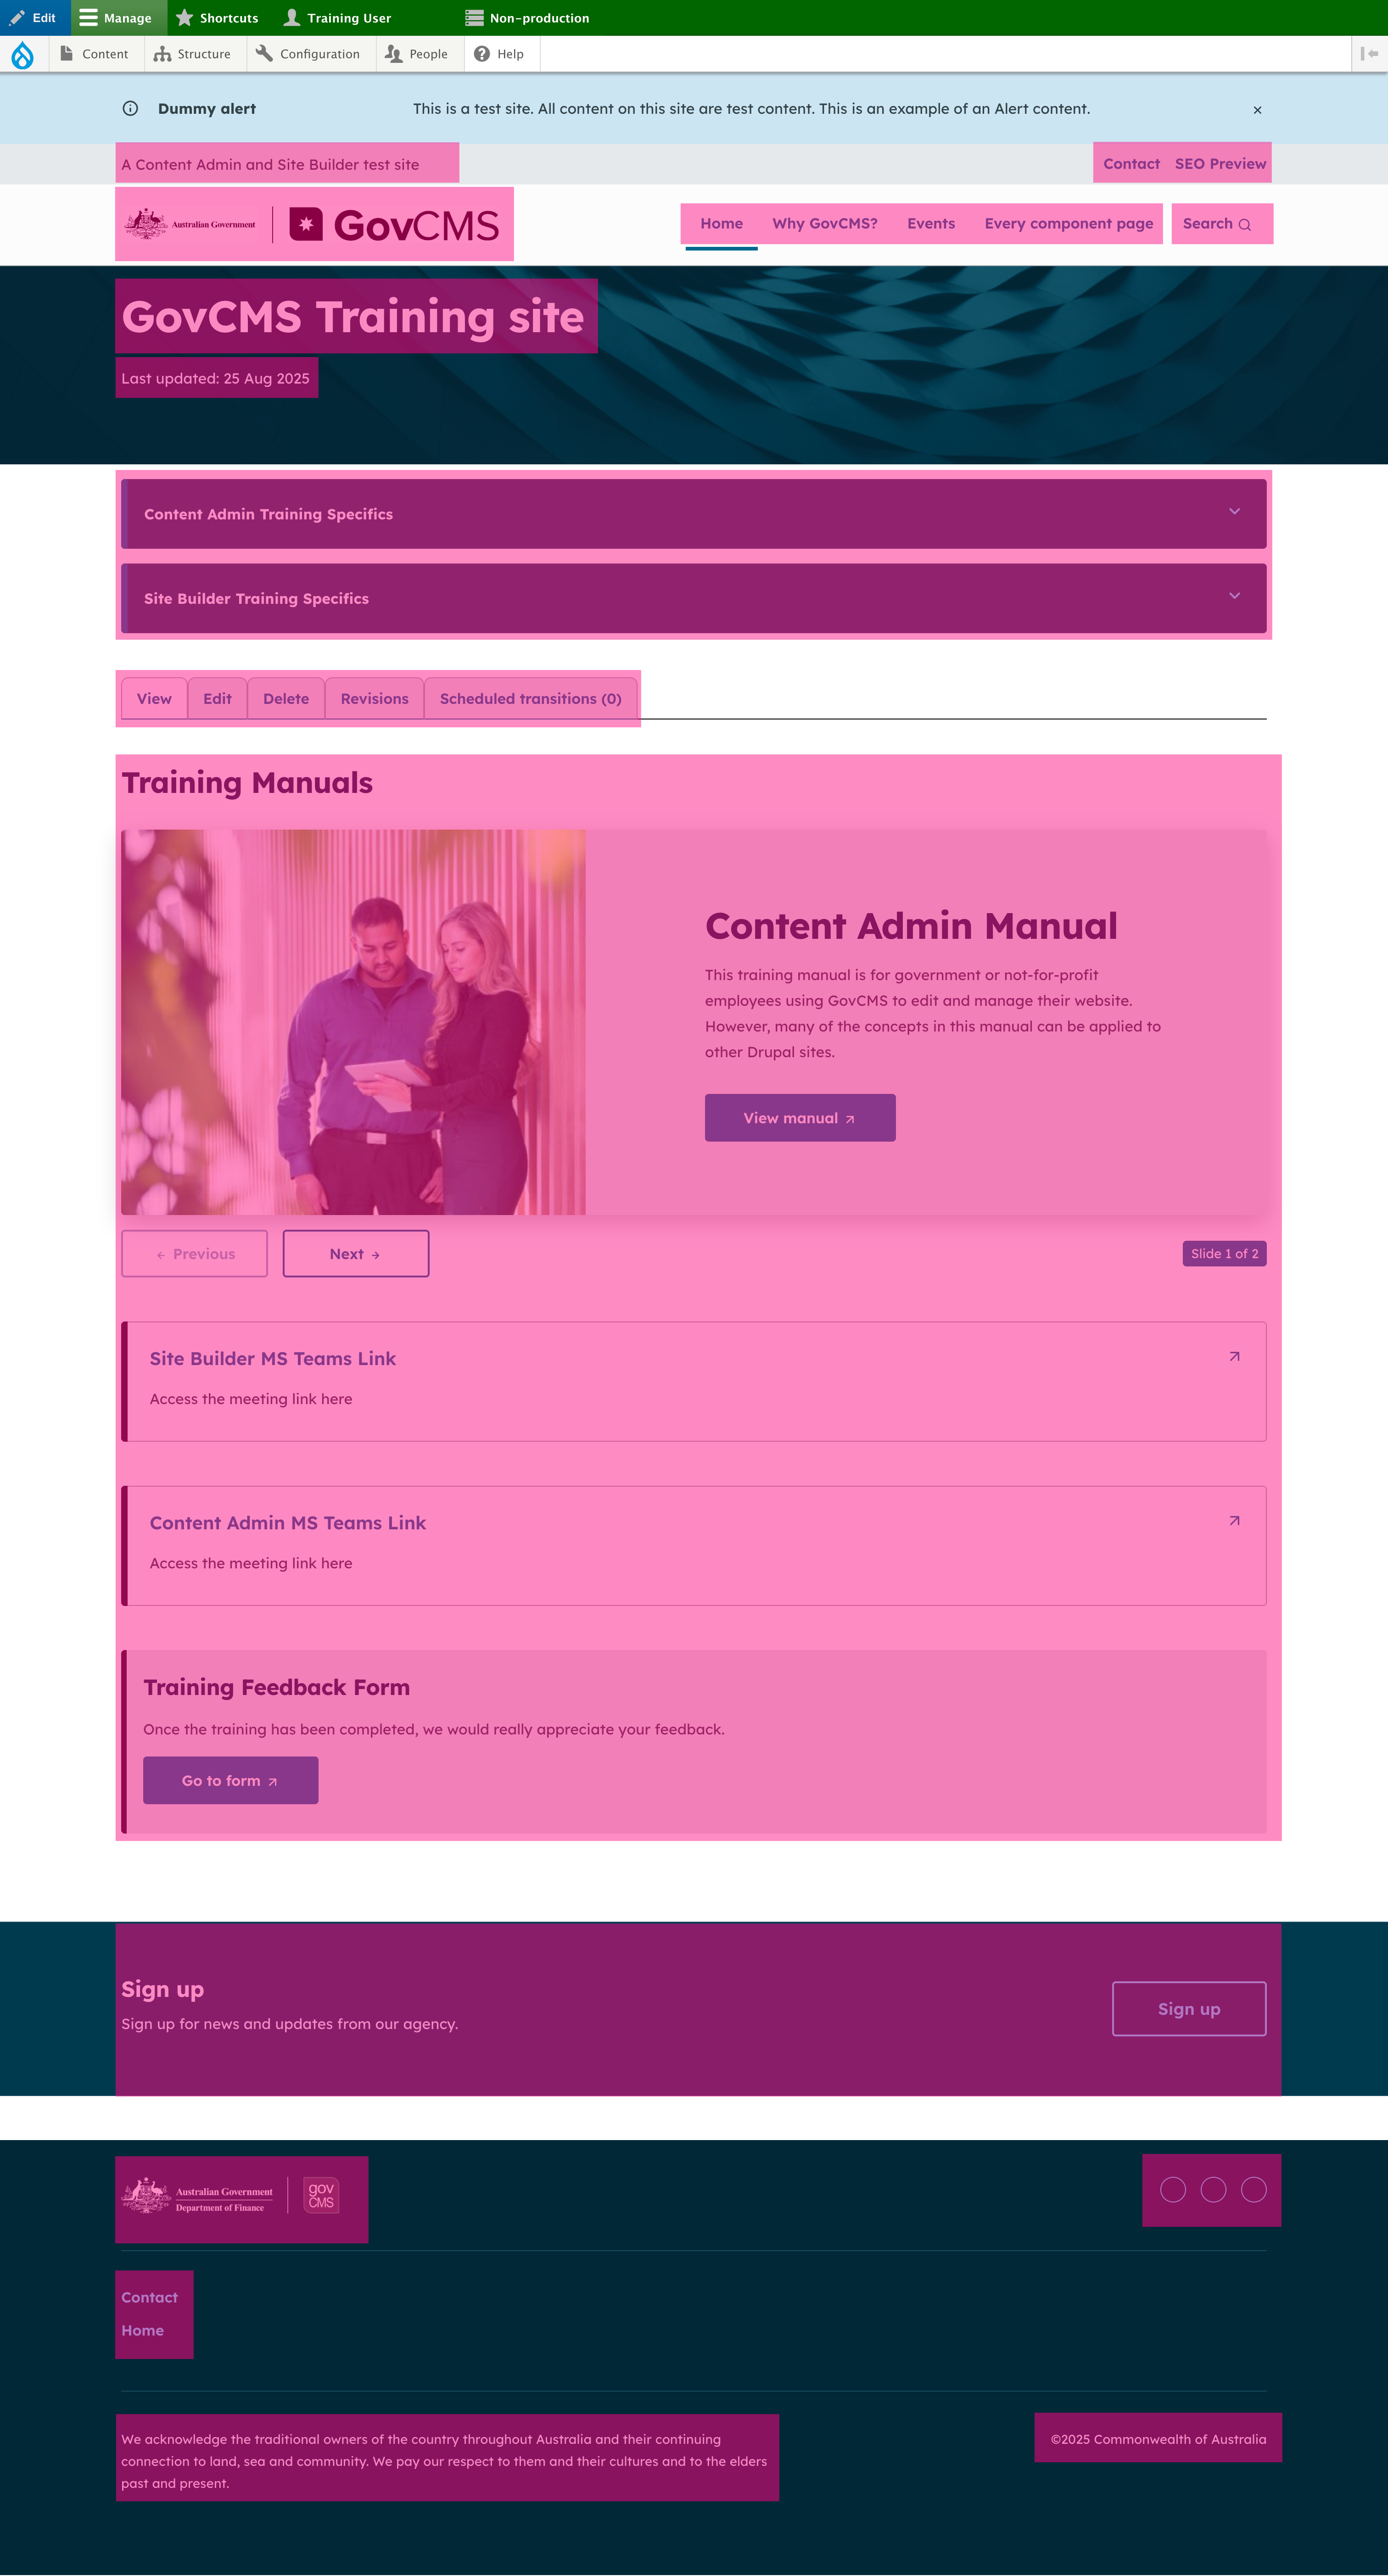 Edit
Manage
Shortcuts
Training User
Non-production
Content
Structure
Configuration
People
Help
Dummy alert
This is a test site. All content on this site are test content. This is an example of an Alert content.
A Content Admin and Site Builder test site
Contact
SEO Preview
Australian Government
GovCMS
Home
Why GovCMS?
Events
Every component page
Search
GovCMS Training site
Last updated: 25 Aug 2025
Content Admin Training Specifics
Site Builder Training Specifics
View
Edit
Delete
Revisions
Scheduled transitions (0)
Training Manuals
Content Admin Manual
This training manual is for government or not-for-profit
employees using GovCMS to edit and manage their website.
However, many of the concepts in this manual can be applied to
other Drupal sites.
View manual
Previous
Next
Slide 1 of 2
Site Builder MS Teams Link
Access the meeting link here
Content Admin MS Teams Link
Access the meeting link here
Training Feedback Form
Once the training has been completed, we would really appreciate your feedback.
Go to form
Sign up
Sign up for news and updates from our agency.
Sign up
Australian Government
Department of Finance
gov
CMS
Contact
Home
We acknowledge the traditional owners of the country throughout Australia and their continuing
connection to land, sea and community. We pay our respect to them and their cultures and to the elders
past and present.
©2025 Commonwealth of Australia